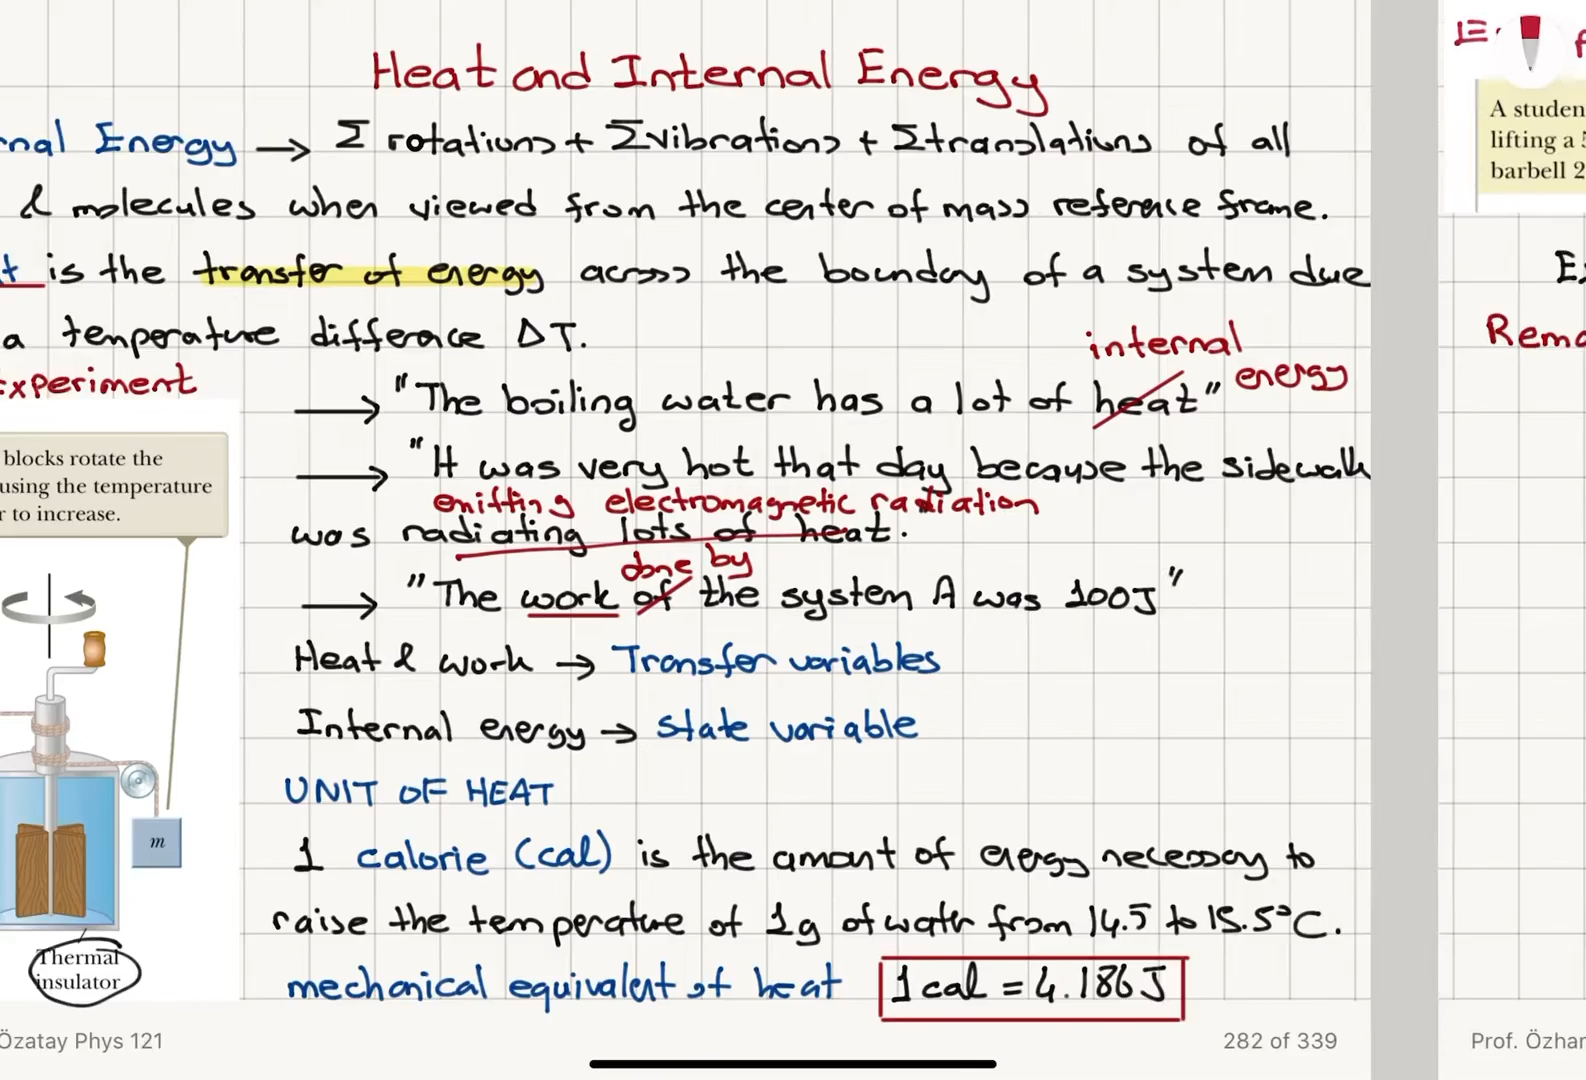 Heat and Internal Energy
nal Energy → Σ rotations + Σvibrations + Σtranslations of all
& molecules when viewed from the center of mass reference frame.
t is the transfer of energy across the bounday of a system due
a temperature difference ΔT.
Experiment
internal
energy
→ "The boiling water has a lot of heat"
→ "It was very hot that day because the sidewalk
emitting electromagnetic radiation
was radiating lots of heat.
done by
→ "The work of the system A was 100J"
Heat & work → Transfer variables
Internal energy → State variable
UNIT OF HEAT
1 calorie (cal) is the amount of energy necessary to
raise the temperature of 1g of water from 14.5 to 15.5°C.
mechanical equivalent of heat 1 cal = 4.186 J
blocks rotate the
using the temperature
r to increase.
m
Thermal
insulator
Özatay Phys 121
282 of 339
A studen
lifting a 5
barbell 2
Rema
Prof. Özhan